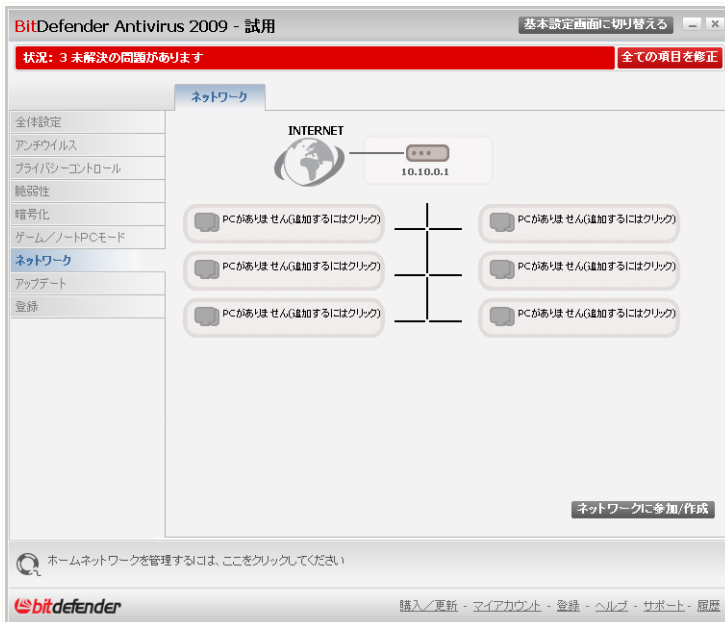 BitDefender Antivirus 2009 - 試用
基本設定画面に切り替える
状況: 3 未解決の問題があります
全ての項目を修正
ネットワーク
全体設定
アンチウイルス
プライバシーコントロール
脆弱性
暗号化
ゲーム／ノートPCモード
ネットワーク
アップデート
登録
INTERNET
10.10.0.1
PCがありません(追加するにはクリック)
PCがありません(追加するにはクリック)
PCがありません(追加するにはクリック)
PCがありません(追加するにはクリック)
PCがありません(追加するにはクリック)
PCがありません(追加するにはクリック)
ネットワークに参加/作成
ホームネットワークを管理するには、ここをクリックしてください
bitdefender
購入／更新 - マイアカウント - 登録 - ヘルプ - サポート - 履歴